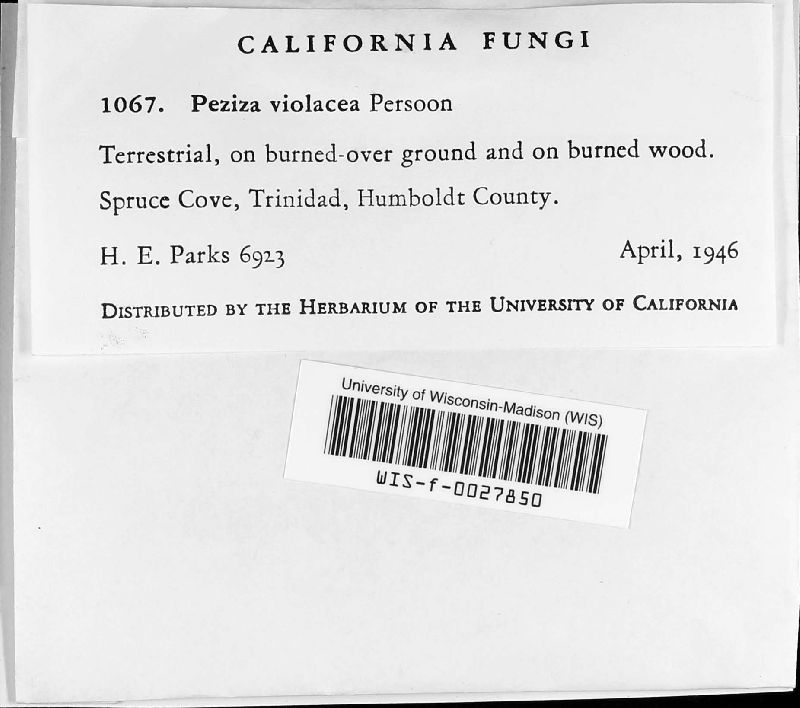 CALIFORNIA FUNGI
1067. Peziza violacea Persoon
Terrestrial, on burned-over ground and on burned wood.
Spruce Cove, Trinidad, Humboldt County.
H. E. Parks 6923 April, 1946
DISTRIBUTED BY THE HERBARIUM OF THE UNIVERSITY OF CALIFORNIA
University of Wisconsin-Madison (WIS)
WIS-f-0027850